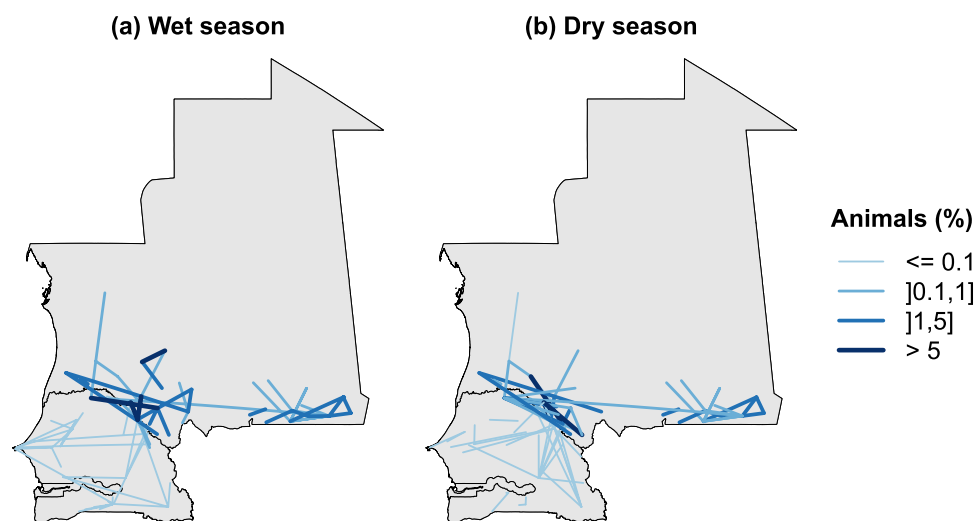 (a) Wet season
(b) Dry season
Animals (%)
<= 0.1
]0.1,1]
]1,5]
> 5